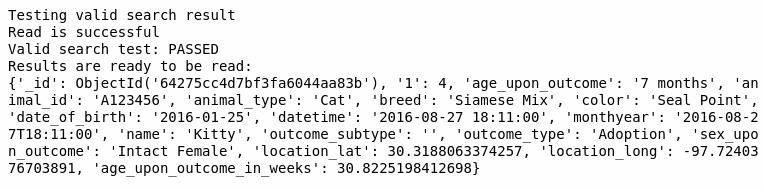 Testing valid search result
Read is successful
Valid search test: PASSED
Results are ready to be read:
{'_id': ObjectId('64275cc4d7bf3fa6044aa83b'), '1': 4, 'age_upon_outcome': '7 months', 'an
imal_id': 'A123456', 'animal_type': 'Cat', 'breed': 'Siamese Mix', 'color': 'Seal Point',
'date_of_birth': '2016-01-25', 'datetime': '2016-08-27 18:11:00', 'monthyear': '2016-08-2
7T18:11:00', 'name': 'Kitty', 'outcome_subtype': '', 'outcome_type': 'Adoption', 'sex_upo
n_outcome': 'Intact Female', 'location_lat': 30.3188063374257, 'location_long': -97.72403
76703891, 'age_upon_outcome_in_weeks': 30.8225198412698}